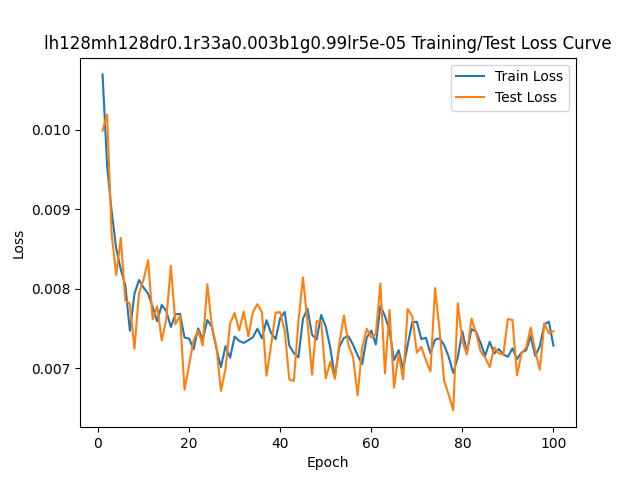 lh128mh128dr0.1r33a0.003b1g0.99lr5e-05 Training/Test Loss Curve
Train Loss
Test Loss
0.010
0.009
0.008
0.007
Loss
0 20 40 60 80 100
Epoch